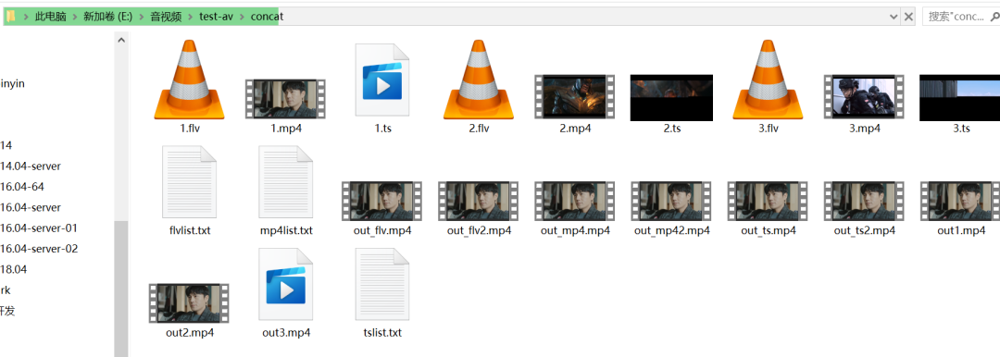 此电脑 > 新加卷 (E:) > 音视频 > test-av > concat
搜索"conc...
inyin
14
14.04-server
16.04-64
16.04-server
16.04-server-01
16.04-server-02
18.04
rk
开发
1.flv 1.mp4 1.ts 2.flv 2.mp4 2.ts 3.flv 3.mp4 3.ts
flvlist.txt mp4list.txt out_flv.mp4 out_flv2.mp4 out_mp4.mp4 out_mp42.mp4 out_ts.mp4 out_ts2.mp4 out1.mp4
out2.mp4 out3.mp4 tslist.txt